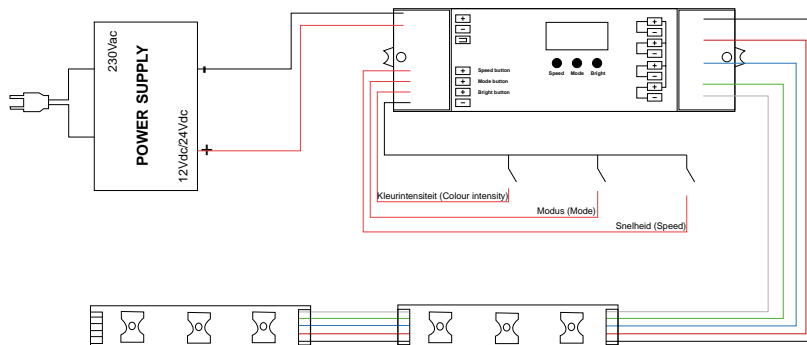 230Vac
POWER SUPPLY
12Vdc/24Vdc
+
+
-
Speed button
Mode button
Bright button
+
+
+
-
Speed Mode Bright
+
-
+
-
+
-
+
-
Kleurintensiteit (Colour intensity)
Modus (Mode)
Snelheid (Speed)